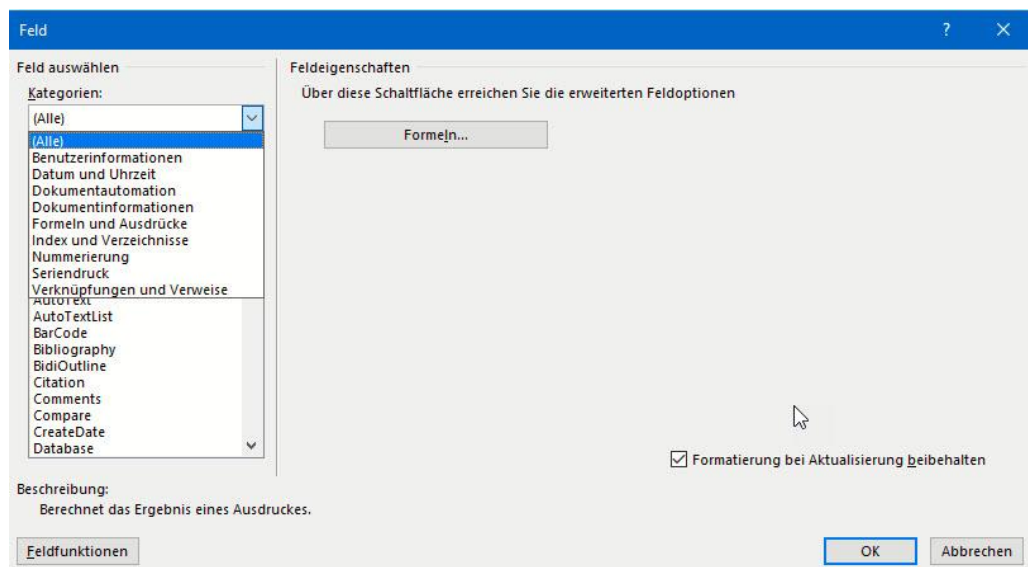 Feld
?
Feld auswählen
Kategorien:
(Alle)
(Alle)
Benutzerinformationen
Datum und Uhrzeit
Dokumentautomation
Dokumentinformationen
Formeln und Ausdrücke
Index und Verzeichnisse
Nummerierung
Seriendruck
Verknüpfungen und Verweise
AutoText
AutoTextList
BarCode
Bibliography
BidiOutline
Citation
Comments
Compare
CreateDate
Database
Feldeigenschaften
Über diese Schaltfläche erreichen Sie die erweiterten Feldoptionen
Formeln...
Formatierung bei Aktualisierung beibehalten
Beschreibung:
Berechnet das Ergebnis eines Ausdruckes.
Feldfunktionen
OK
Abbrechen